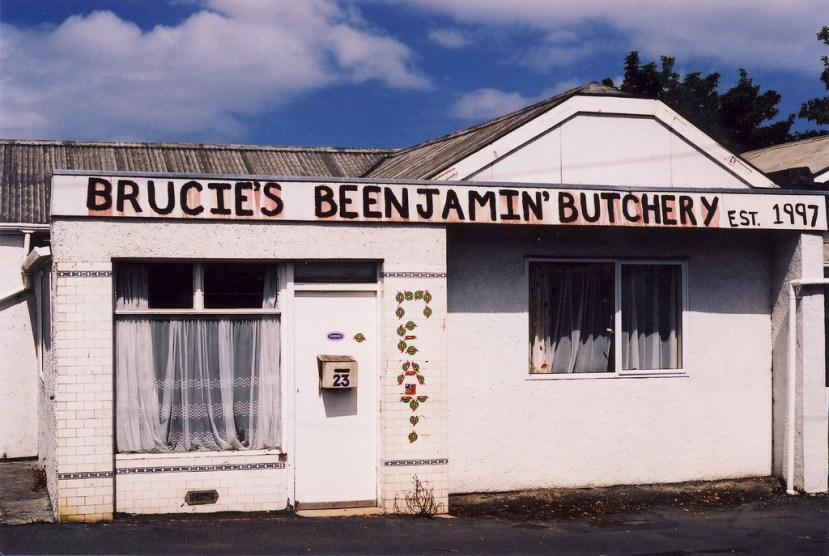 BRUCIE'S BEENJAMIN' BUTCHERY EST. 1997
23